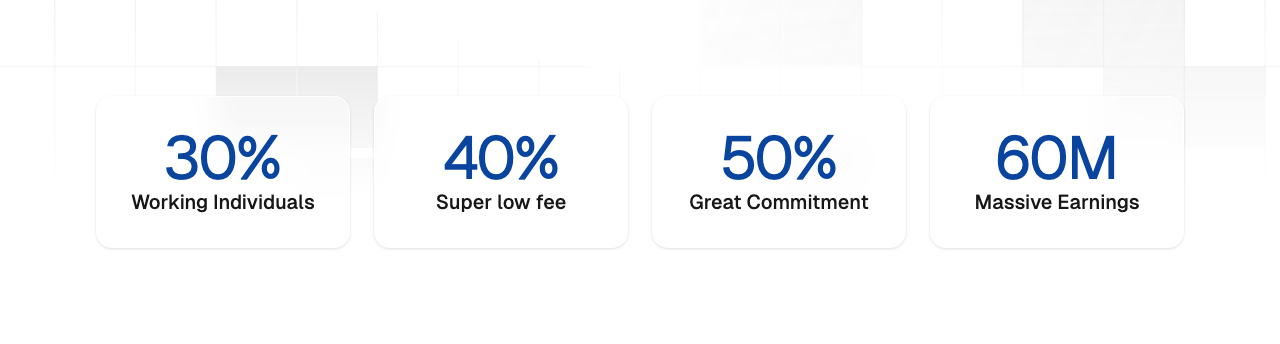 30%
Working Individuals
40%
Super low fee
50%
Great Commitment
60M
Massive Earnings